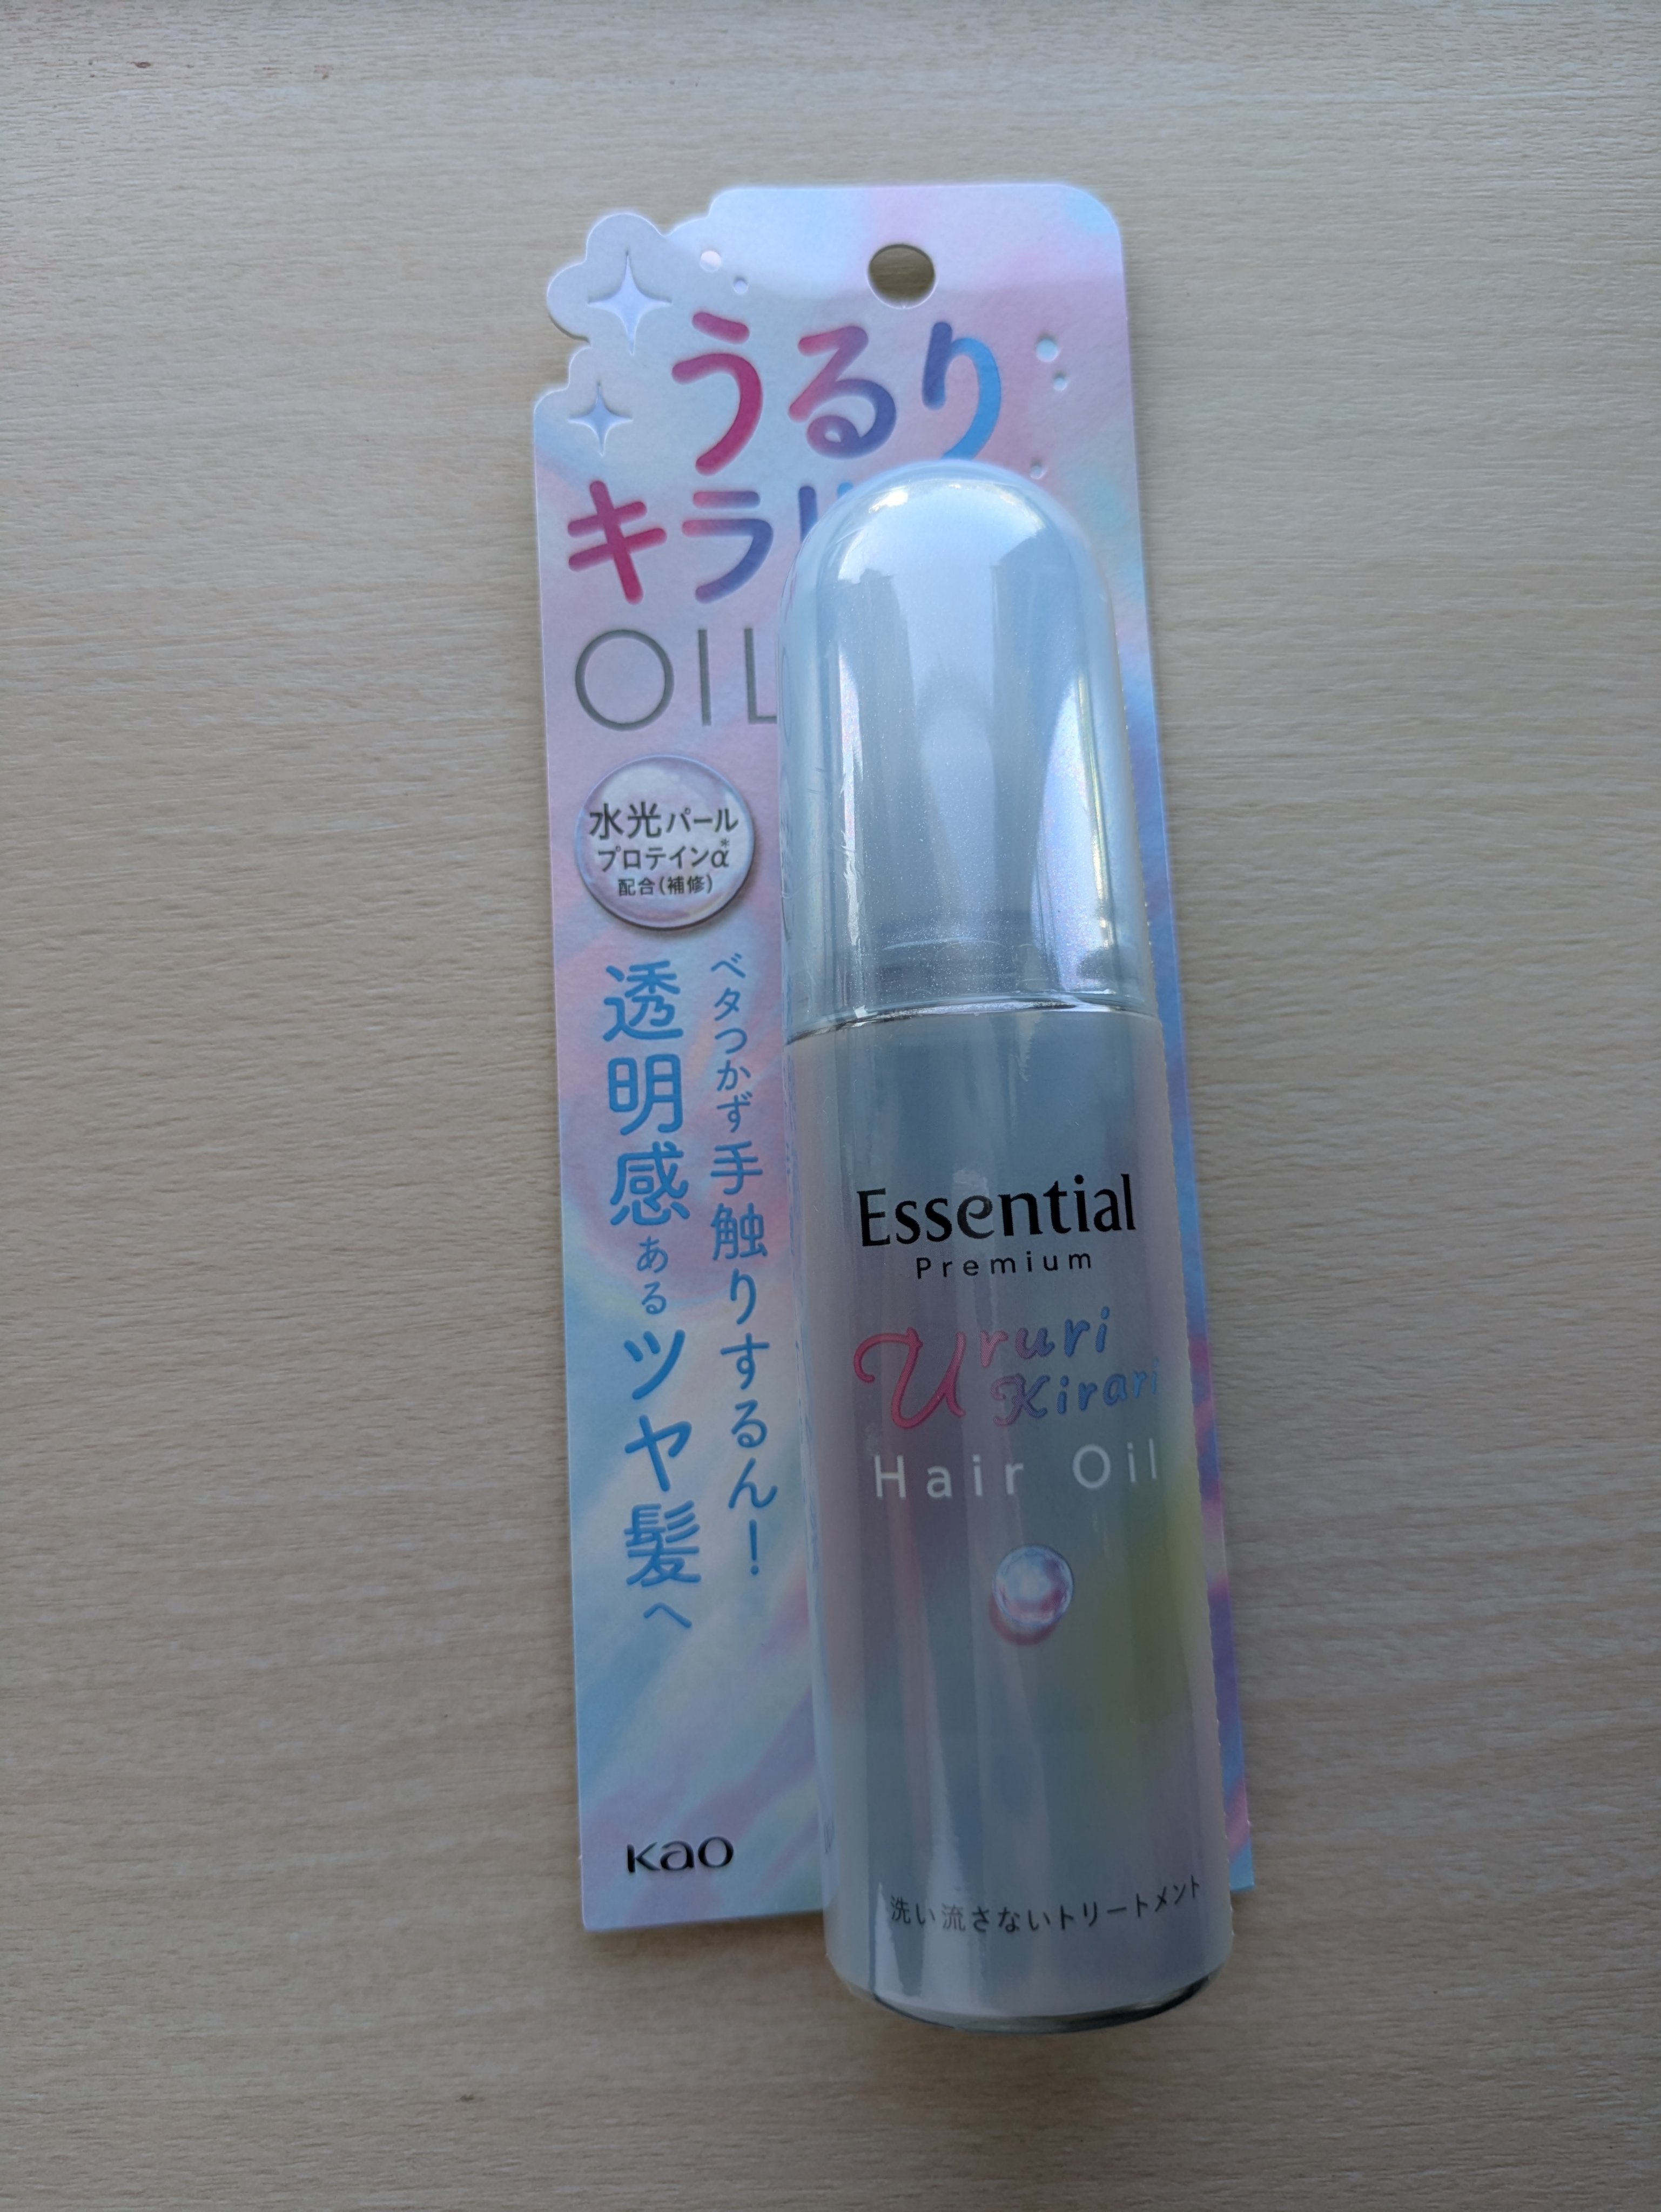 うるり
キラリ
OIL
水光パール
プロテインα*
配合(補修)
ベタつかず手触りするん!
透明感あるツヤ髪へ
Kao
Essential
Premium
Ururi
Kirari
Hair Oil
洗い流さないトリートメント